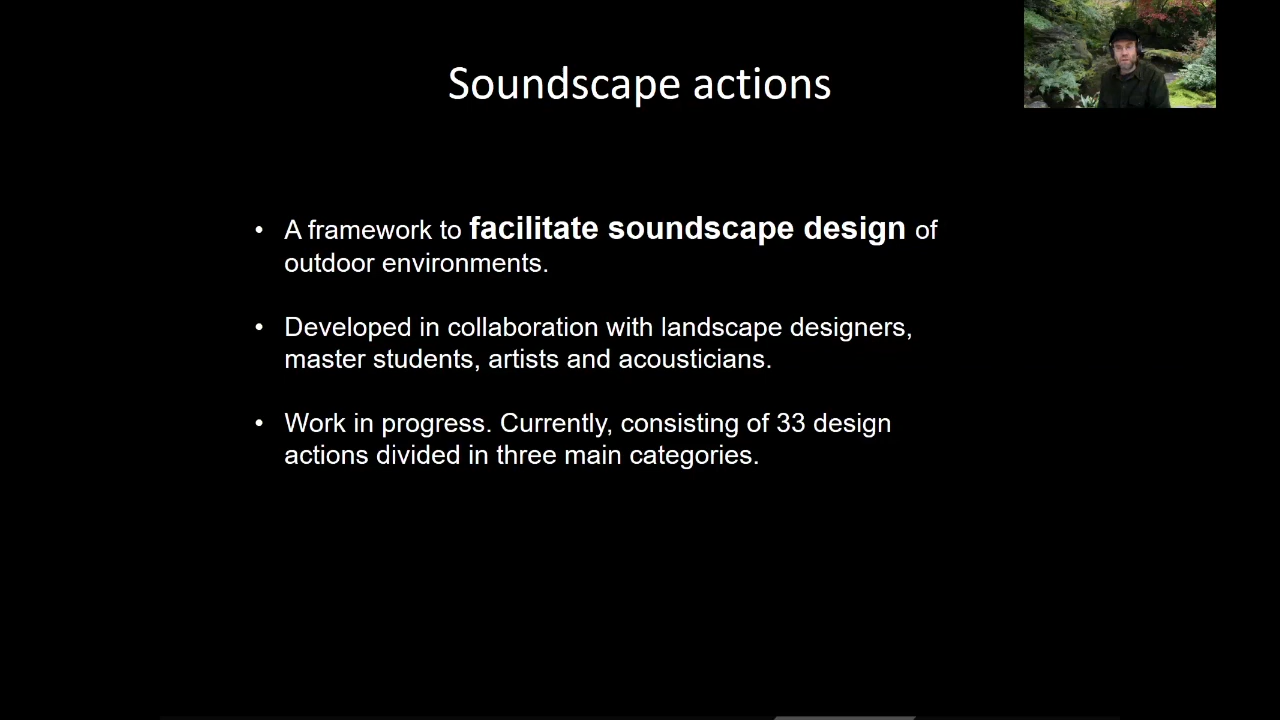 Soundscape actions
• A framework to facilitate soundscape design of
outdoor environments.
• Developed in collaboration with landscape designers,
master students, artists and acousticians.
• Work in progress. Currently, consisting of 33 design
actions divided in three main categories.